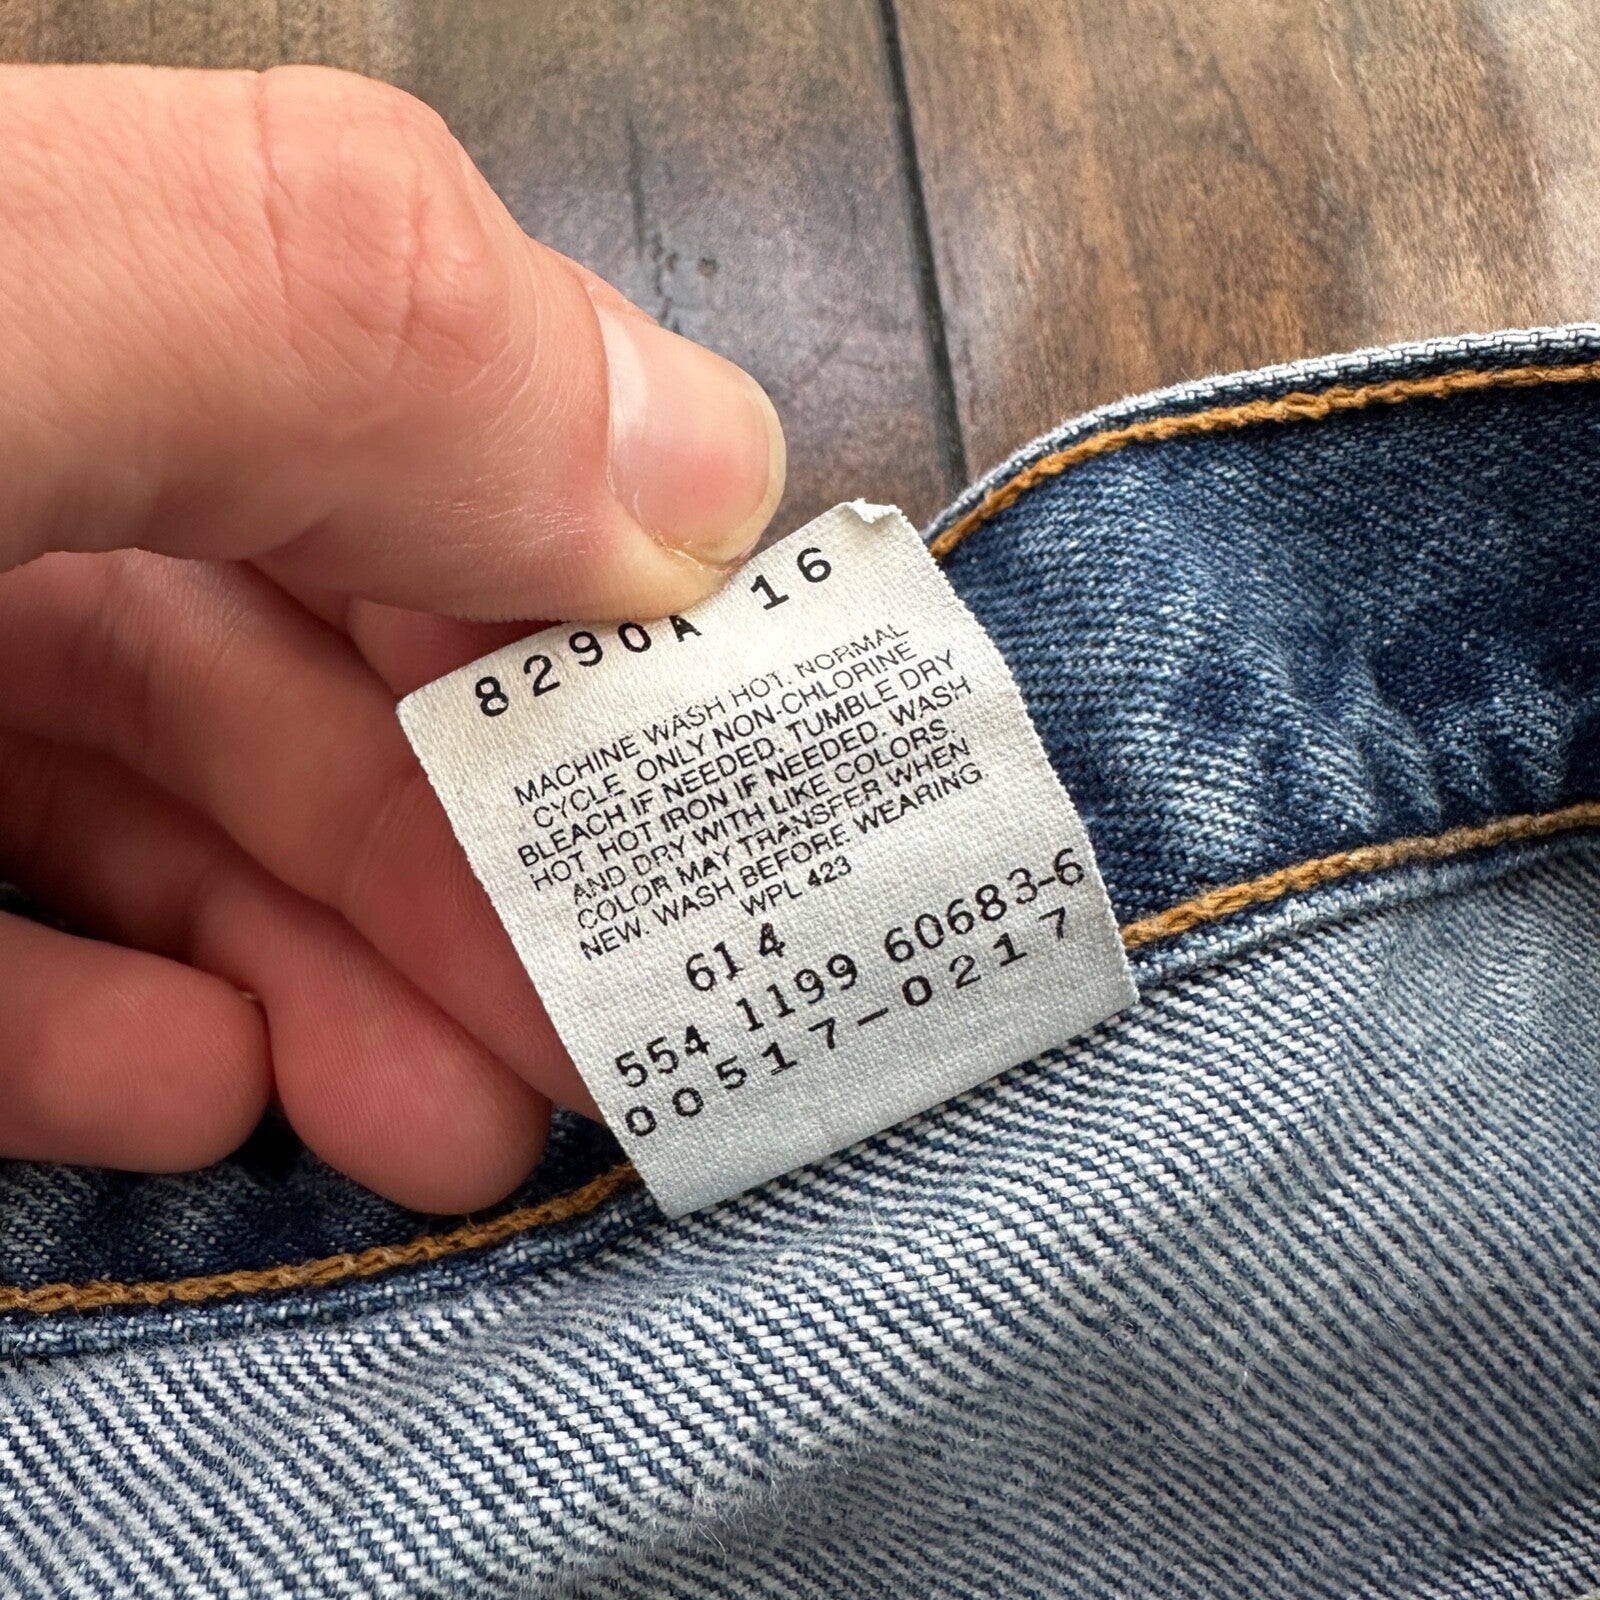 8290A 16
MACHINE WASH HOT. NORMAL
CYCLE. ONLY NON-CHLORINE
BLEACH IF NEEDED. TUMBLE DRY
HOT. HOT IRON IF NEEDED. WASH
AND DRY WITH LIKE COLORS.
COLOR MAY TRANSFER WHEN
NEW. WASH BEFORE WEARING
WPL 423
614
554 1199 60683-6
00517-0217